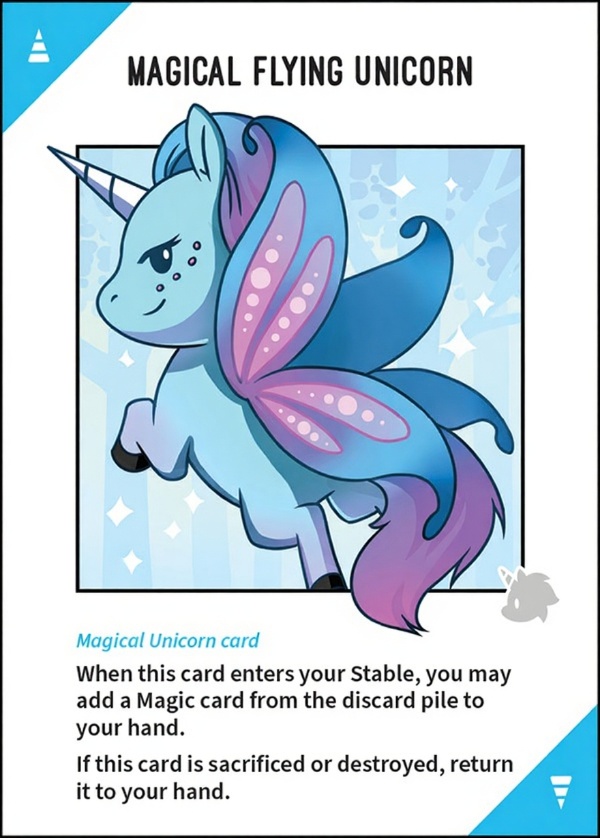 MAGICAL FLYING UNICORN
Magical Unicorn card
When this card enters your Stable, you may
add a Magic card from the discard pile to
your hand.
If this card is sacrificed or destroyed, return
it to your hand.